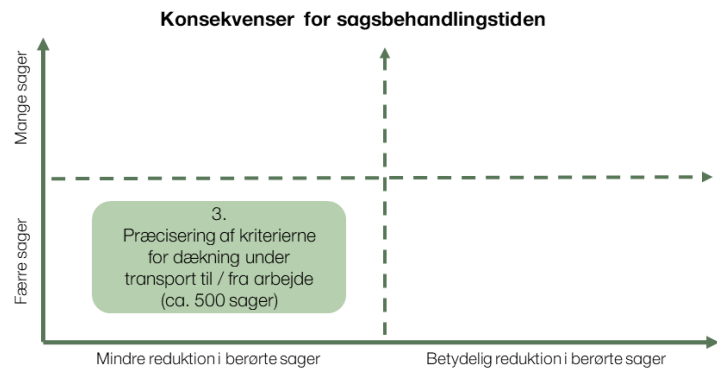 Konsekvenser for sagsbehandlingstiden
Mange sager
Færre sager
3.
Præcisering af kriterierne
for dækning under
transport til / fra arbejde
(ca. 500 sager)
Mindre reduktion i berørte sager
Betydelig reduktion i berørte sager